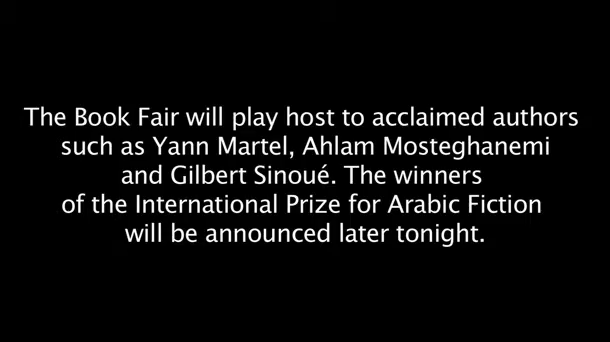 The Book Fair will play host to acclaimed authors
such as Yann Martel, Ahlam Mosteghanemi
and Gilbert Sinoué. The winners
of the International Prize for Arabic Fiction
will be announced later tonight.